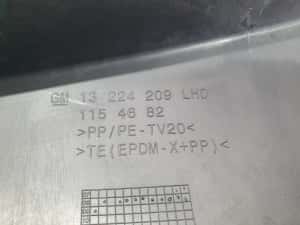 GM 13 224 209 LHD
115 46 82
>PP/PE-TV20<
>TE(EPDM-X+PP)<